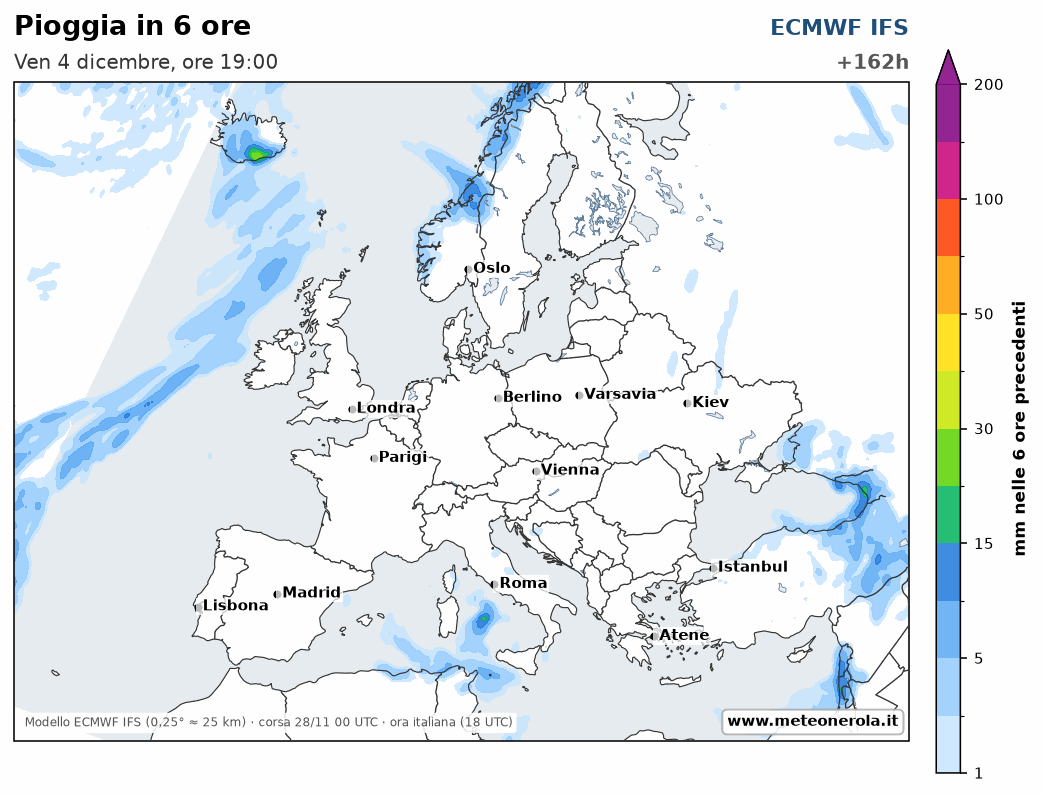 Pioggia in 6 ore
ECMWF IFS
Ven 4 dicembre, ore 19:00
+162h
200
100
50
30
15
5
1
mm nelle 6 ore precedenti
Oslo
Berlino
Varsavia
Londra
Kiev
Parigi
Vienna
Istanbul
Roma
Madrid
Lisbona
Atene
Modello ECMWF IFS (0,25° ≈ 25 km) · corsa 28/11 00 UTC · ora italiana (18 UTC)
www.meteonerola.it